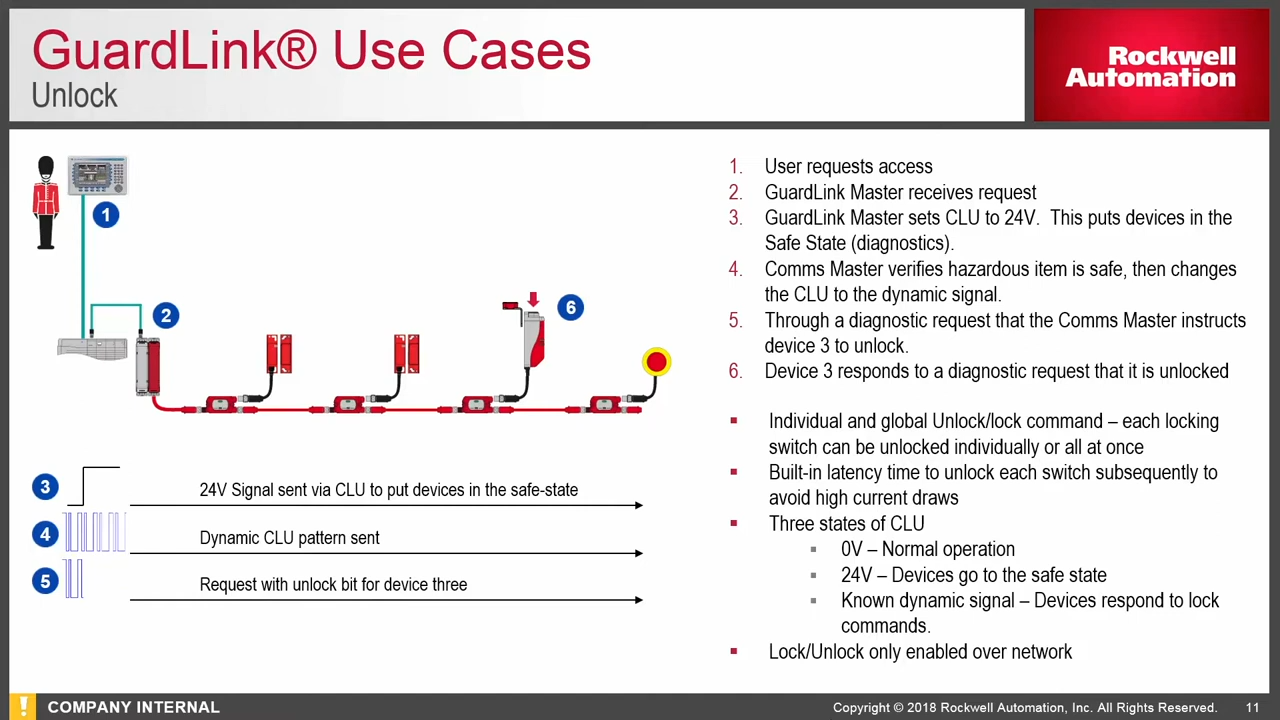 GuardLink® Use Cases
Unlock
Rockwell
Automation
1
2
6
1. User requests access
2. GuardLink Master receives request
3. GuardLink Master sets CLU to 24V. This puts devices in the
Safe State (diagnostics).
4. Comms Master verifies hazardous item is safe, then changes
the CLU to the dynamic signal.
5. Through a diagnostic request that the Comms Master instructs
device 3 to unlock.
6. Device 3 responds to a diagnostic request that it is unlocked
Individual and global Unlock/lock command – each locking
switch can be unlocked individually or all at once
Built-in latency time to unlock each switch subsequently to
avoid high current draws
Three states of CLU
0V – Normal operation
24V – Devices go to the safe state
Known dynamic signal – Devices respond to lock
commands.
Lock/Unlock only enabled over network
3 24V Signal sent via CLU to put devices in the safe-state
4 Dynamic CLU pattern sent
5 Request with unlock bit for device three
! COMPANY INTERNAL
Copyright © 2018 Rockwell Automation, Inc. All Rights Reserved. 11